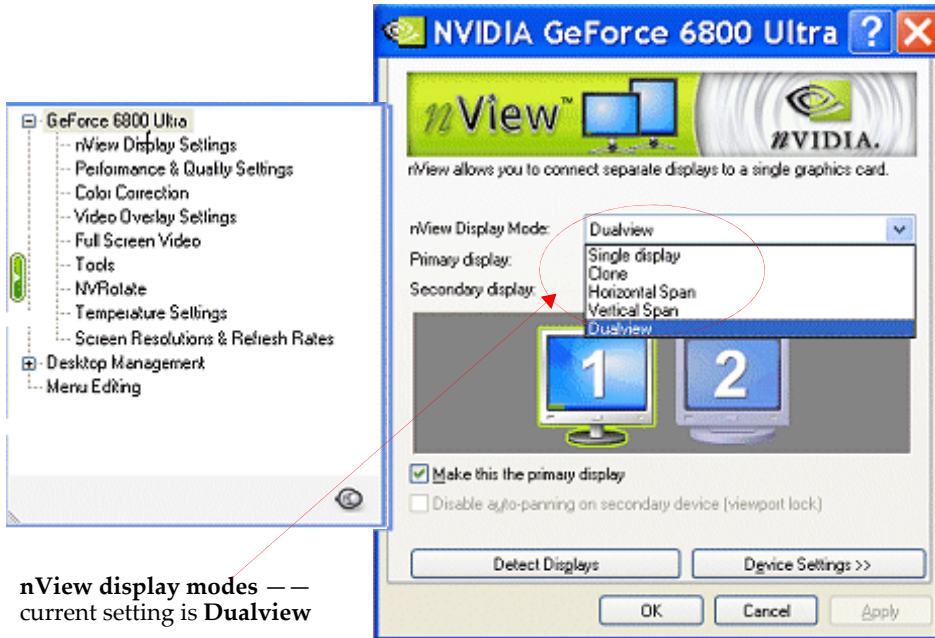 NVIDIA GeForce 6800 Ultra
nView™
nVIDIA.
nView allows you to connect separate displays to a single graphics card.
nView Display Mode:
Dualview
Primary display:
Secondary display:
Single display
Clone
Horizontal Span
Vertical Span
Dualview
1
2
Make this the primary display
Disable auto-panning on secondary device (viewport lock)
Detect Displays
Device Settings >>
OK
Cancel
Apply
GeForce 6800 Ultra
nView Display Settings
Performance & Quality Settings
Color Correction
Video Overlay Settings
Full Screen Video
Tools
NVRotate
Temperature Settings
Screen Resolutions & Refresh Rates
Desktop Management
Menu Editing
nView display modes ——
current setting is Dualview